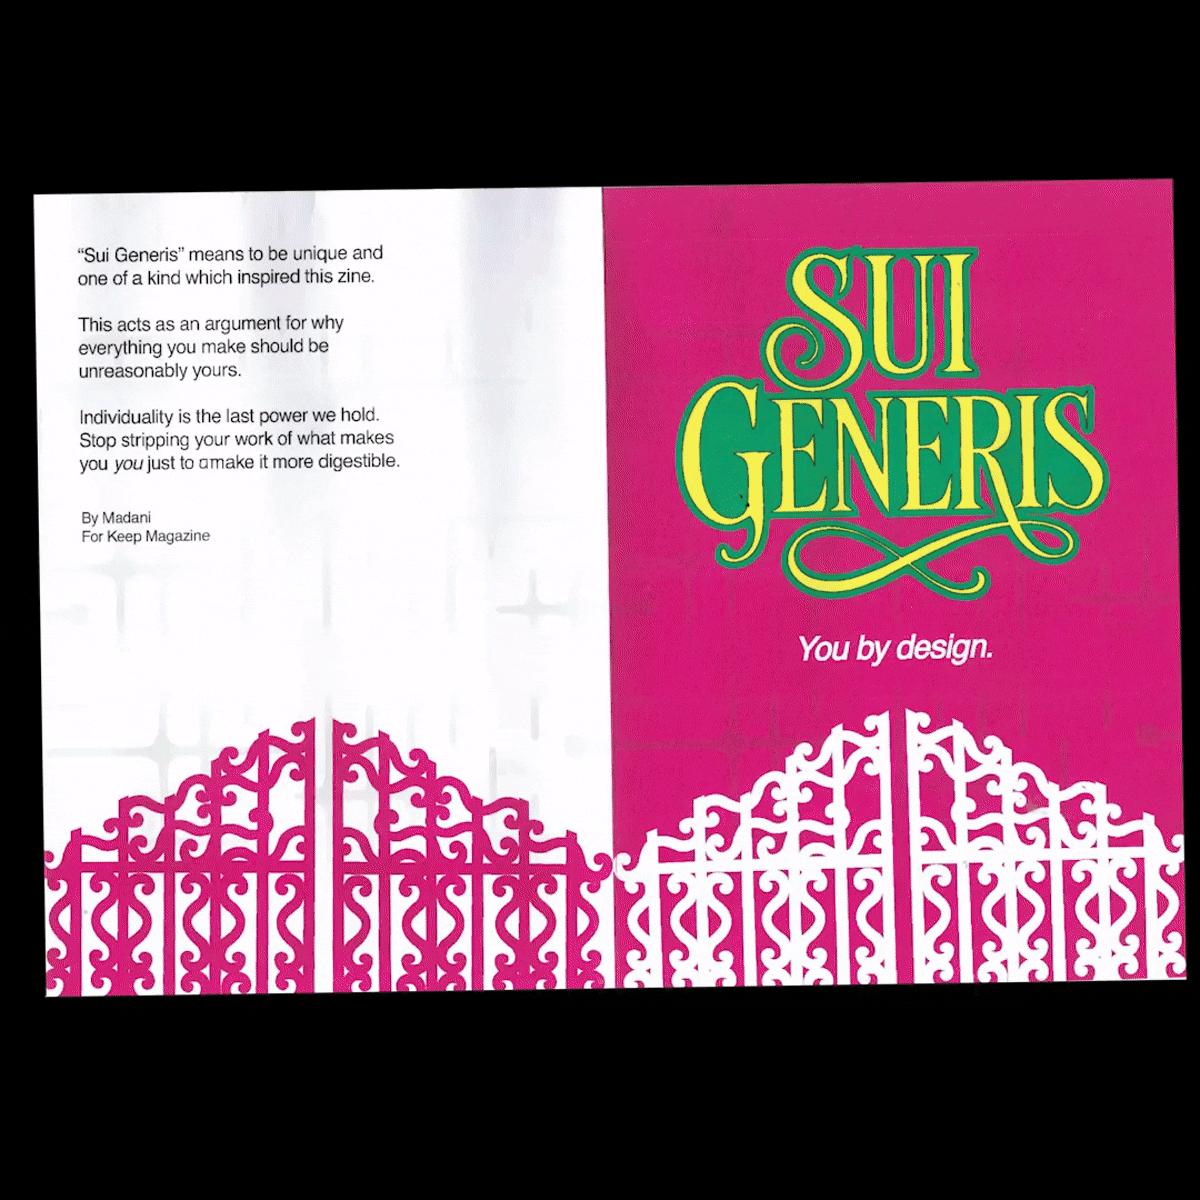 “Sui Generis” means to be unique and
one of a kind which inspired this zine.
This acts as an argument for why
everything you make should be
unreasonably yours.
Individuality is the last power we hold.
Stop stripping your work of what makes
you you just to amake it more digestible.
By Madani
For Keep Magazine
SUI
GENERIS
You by design.